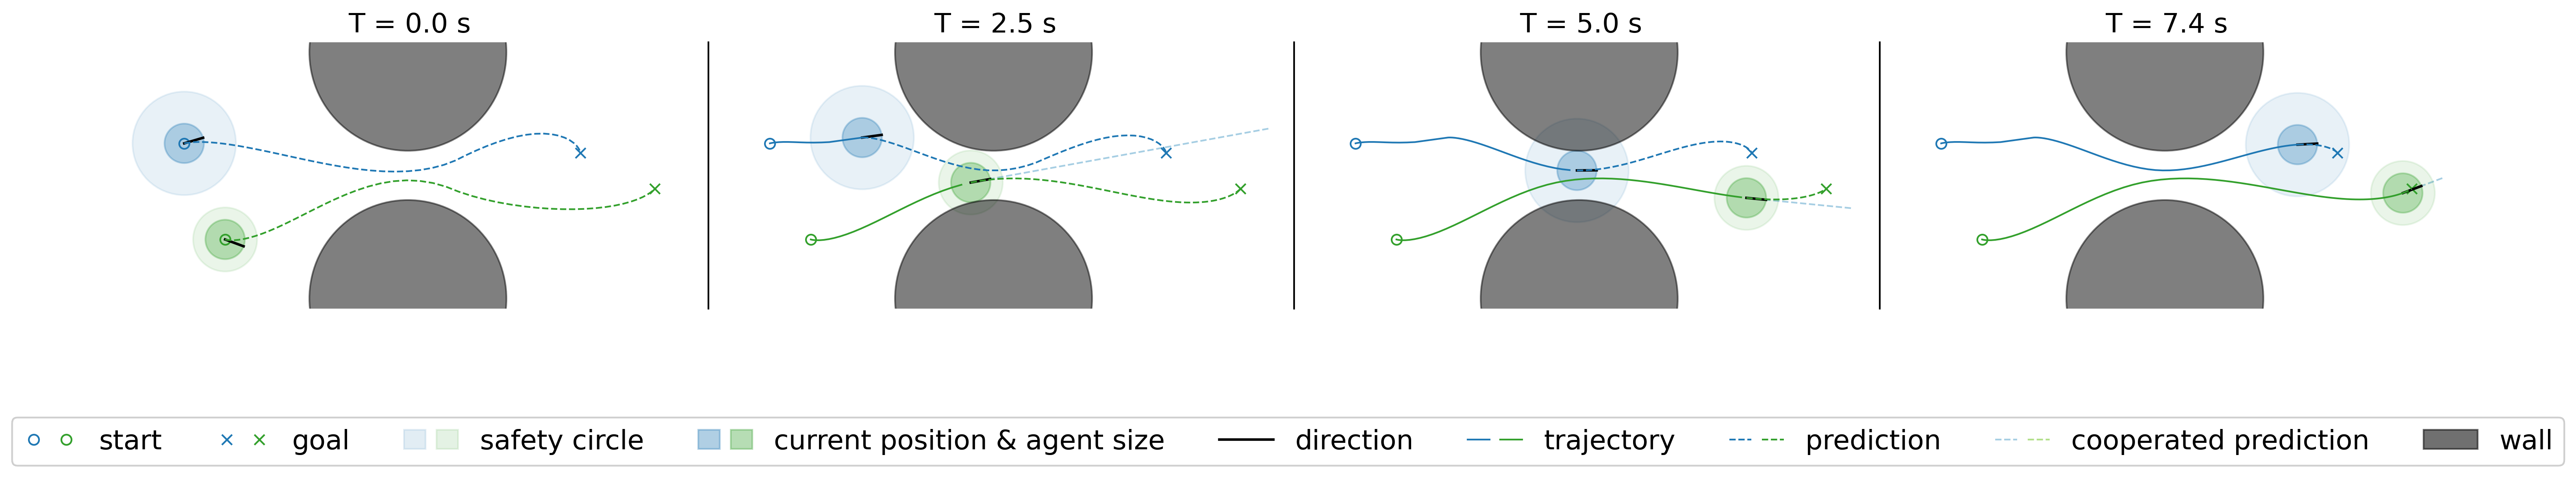 T = 0.0 s
T = 2.5 s
T = 5.0 s
T = 7.4 s
start
goal
safety circle
current position & agent size
direction
trajectory
prediction
cooperated prediction
wall